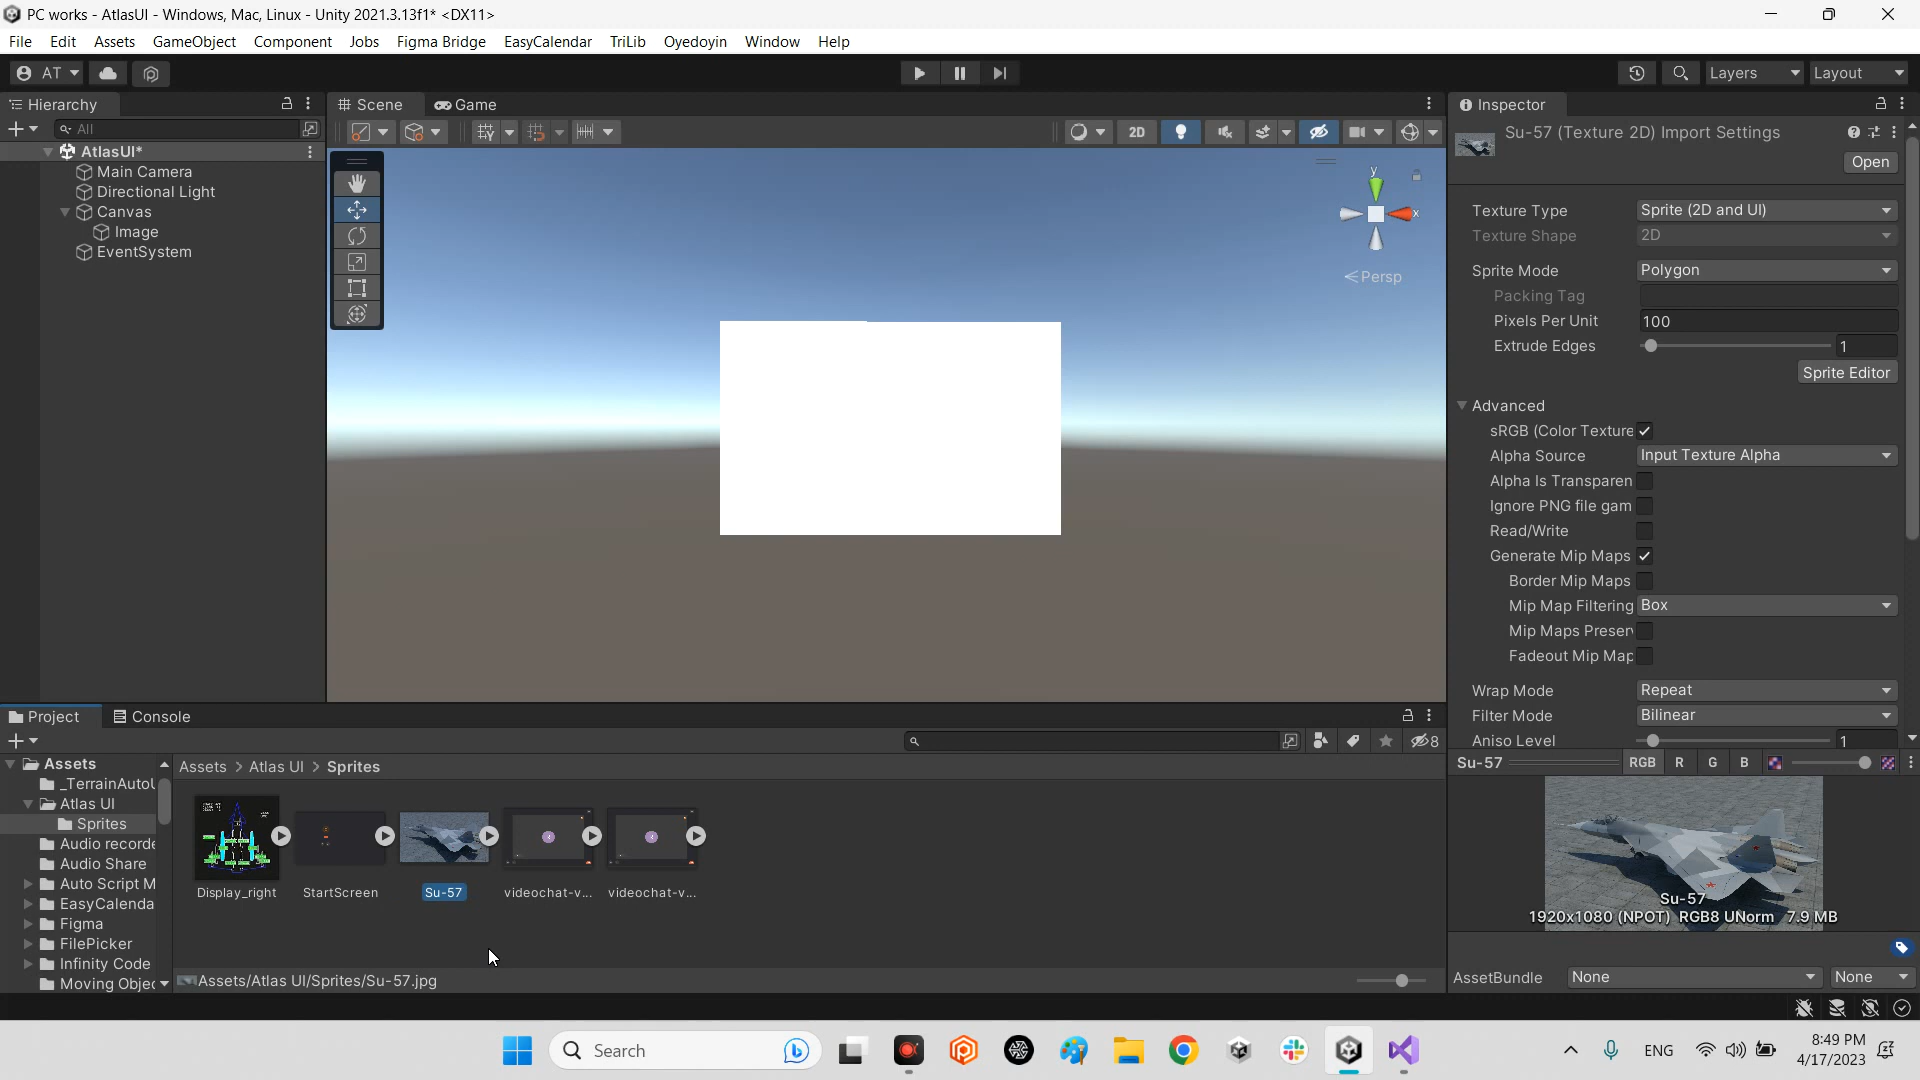 PC works - AtlasUI - Windows, Mac, Linux - Unity 2021.3.13f1* <DX11>
File Edit Assets GameObject Component Jobs Figma Bridge EasyCalendar TriLib Oyedoyin Window Help
AT Layers Layout
Hierarchy
All
AtlasUI*
Main Camera
Directional Light
Canvas
Image
EventSystem
Scene Game
2D
y
x
Persp
Inspector
Su-57 (Texture 2D) Import Settings
Open
Texture Type Sprite (2D and UI)
Texture Shape 2D
Sprite Mode Polygon
Packing Tag
Pixels Per Unit 100
Extrude Edges 1
Sprite Editor
Advanced
sRGB (Color Texture
Alpha Source Input Texture Alpha
Alpha Is Transparen
Ignore PNG file gam
Read/Write
Generate Mip Maps
Border Mip Maps
Mip Map Filtering Box
Mip Maps Preser
Fadeout Mip Map
Wrap Mode Repeat
Filter Mode Bilinear
Aniso Level 1
Su-57 RGB R G B
Su-57
1920x1080 (NPOT) RGB8 UNorm 7.9 MB
AssetBundle None None
Project Console
8
Assets
_TerrainAutoU
Atlas UI
Sprites
Audio recorde
Audio Share
Auto Script M
EasyCalenda
Figma
FilePicker
Infinity Code
Moving Objec
Assets > Atlas UI > Sprites
Display_right StartScreen Su-57 videochat-v... videochat-v...
Assets/Atlas UI/Sprites/Su-57.jpg
Search
ENG
8:49 PM
4/17/2023